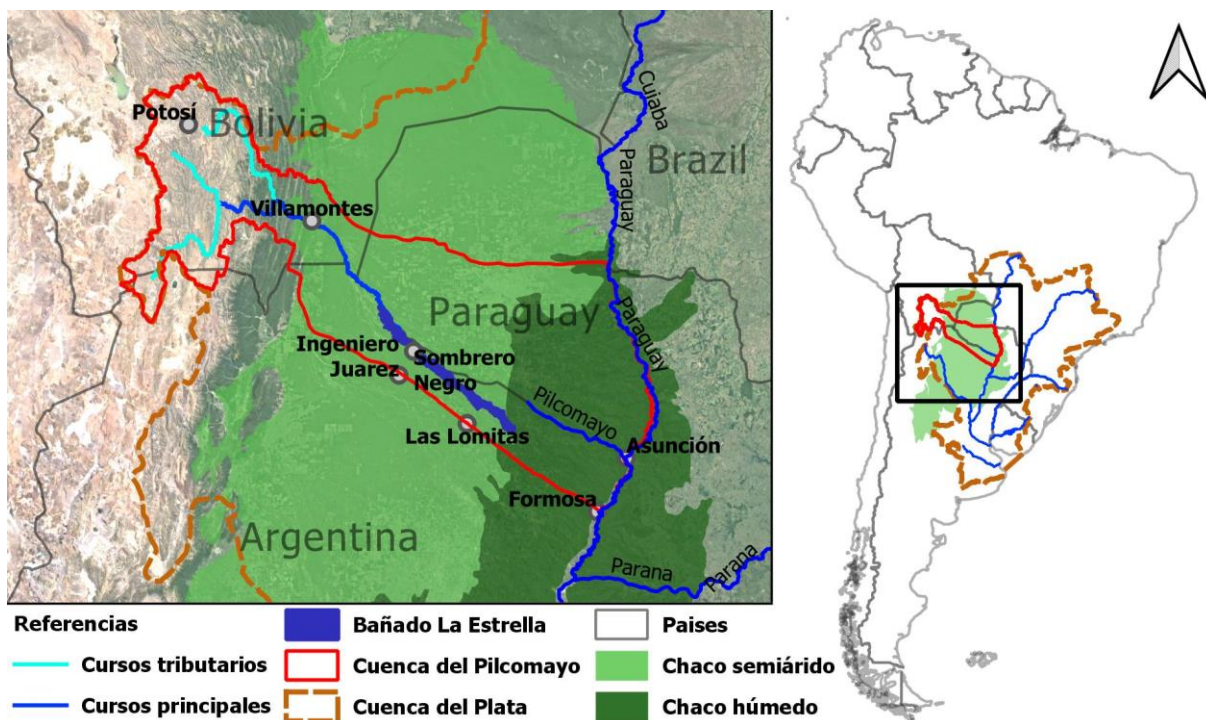 Potosí
Bolivia
Cuiaba
Paraguay
Brazil
Villamontes
Paraguay
Paraguay
Ingeniero
Juarez
Sombrero
Negro
Pilcomayo
Las Lomitas
Asunción
Formosa
Argentina
Parana
Parana
Referencias
Cursos tributarios
Cursos principales
Bañado La Estrella
Cuenca del Pilcomayo
Cuenca del Plata
Paises
Chaco semiárido
Chaco húmedo